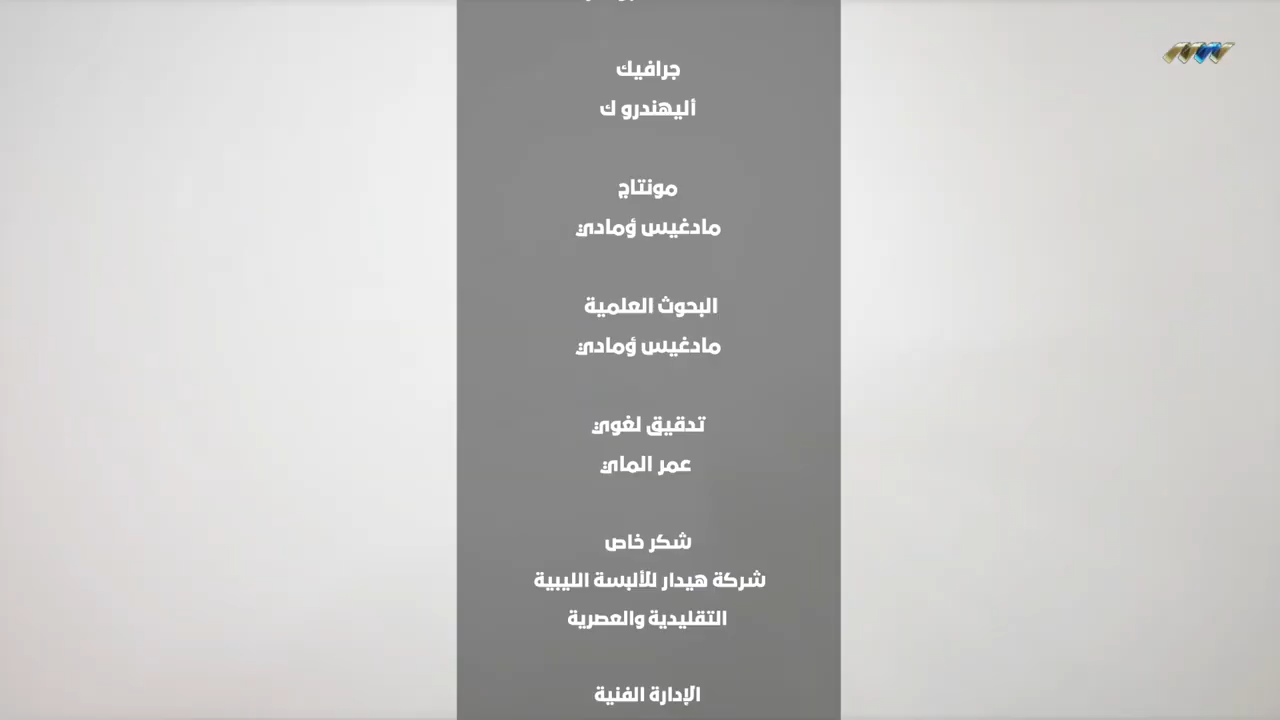 جرافيك
أليهندرو ك
مونتاج
مادغيس ؤمادي
البحوث العلمية
مادغيس ؤمادي
تدقيق لغوي
عمر الماي
شكر خاص
شركة هيدار للألبسة الليبية
التقليدية والعصرية
الإدارة الفنية